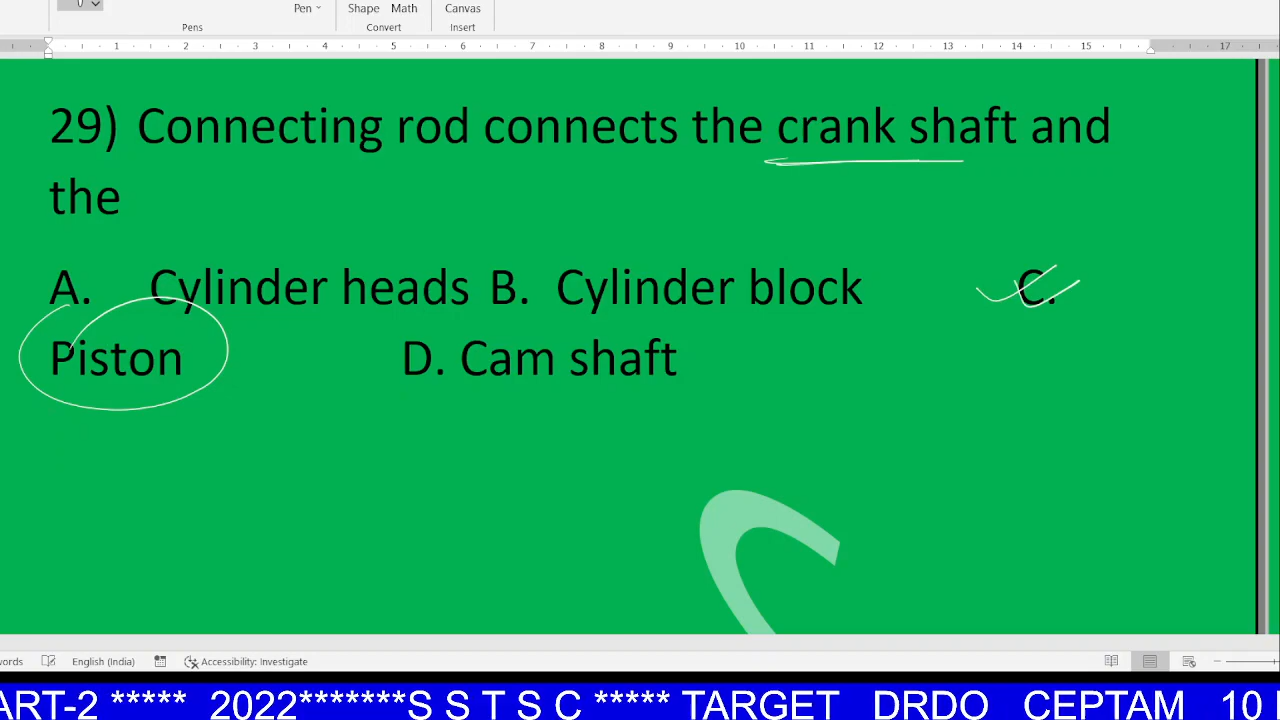 Pen Shape Math Canvas
Pens Convert Insert
1 2 3 4 5 6 7 8 9 10 11 12 13 14 15 17
29) Connecting rod connects the crank shaft and
the
A. Cylinder heads B. Cylinder block C.
Piston D. Cam shaft
English (India) Accessibility: Investigate
ART-2 ***** 2022*******S S T S C ***** TARGET DRDO CEPTAM 10